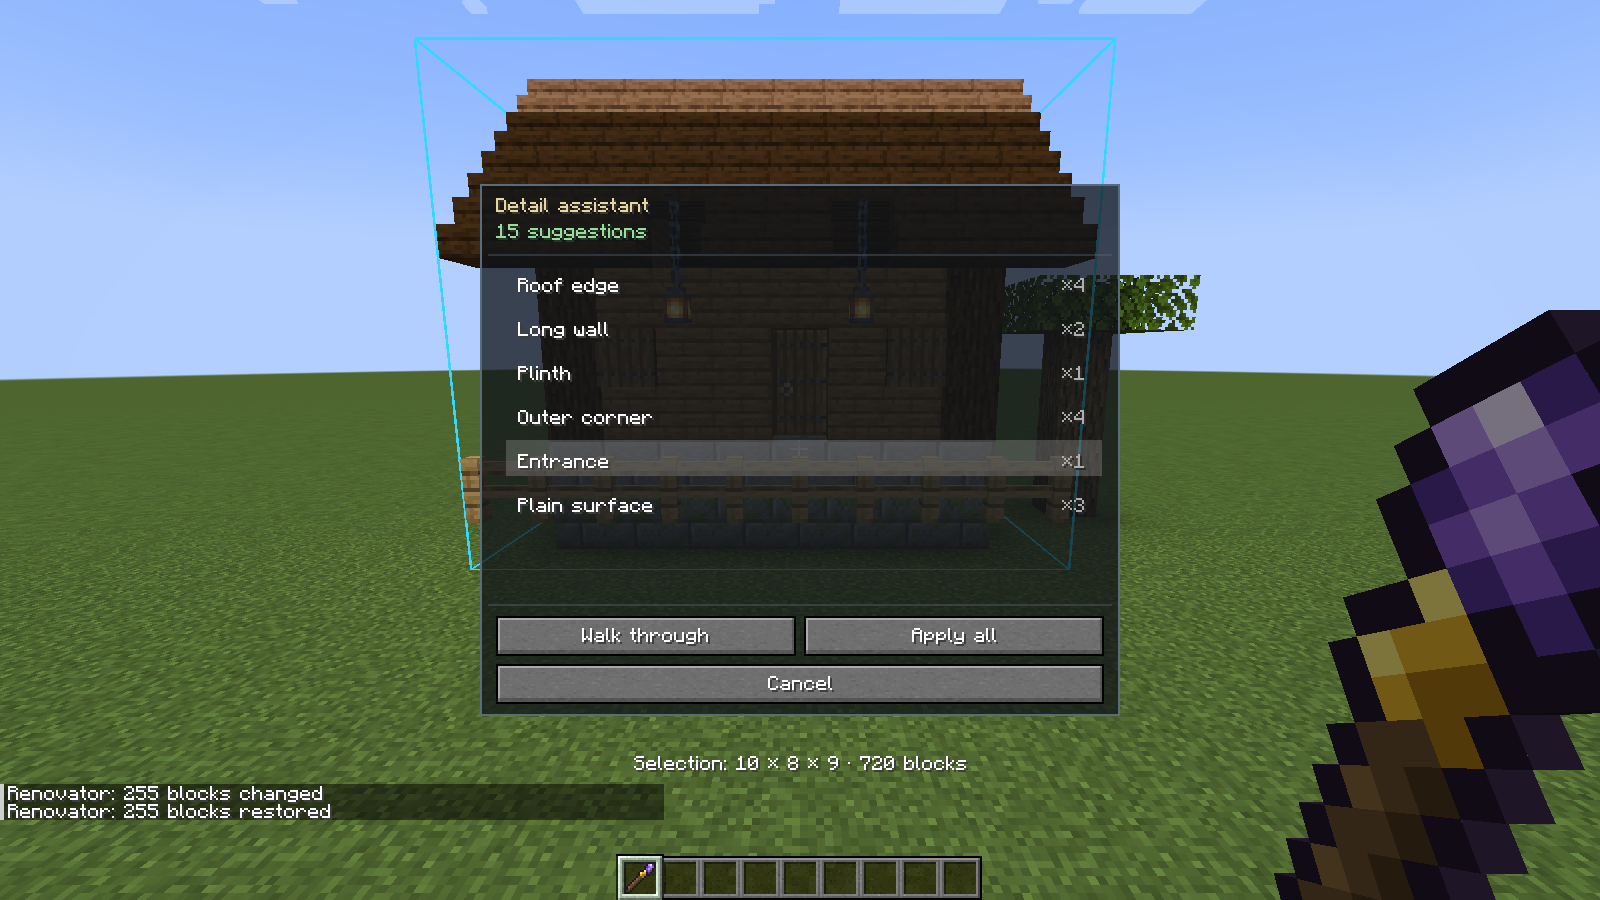 Detail assistant
15 suggestions
Roof edge ×4
Long wall ×2
Plinth ×1
Outer corner ×4
Entrance ×1
Plain surface ×3
Walk through
Apply all
Cancel
Selection: 10 × 8 × 9 · 720 blocks
Renovator: 255 blocks changed
Renovator: 255 blocks restored